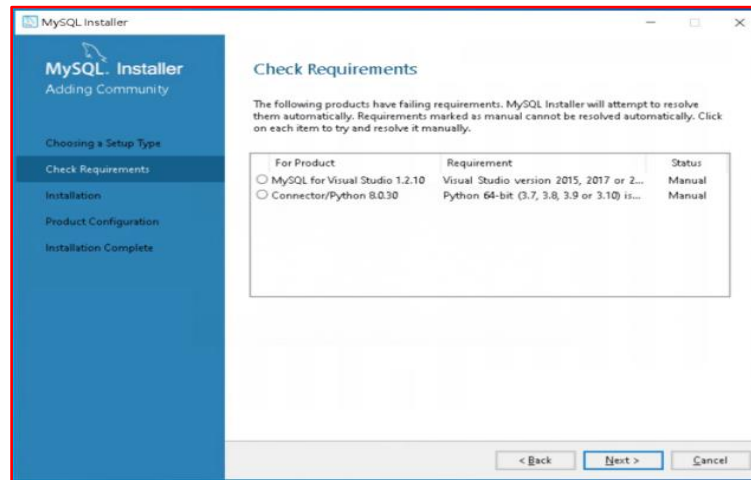 MySQL Installer
MySQL. Installer
Adding Community
Choosing a Setup Type
Check Requirements
Installation
Product Configuration
Installation Complete
Check Requirements
The following products have failing requirements. MySQL Installer will attempt to resolve
them automatically. Requirements marked as manual cannot be resolved automatically. Click
on each item to try and resolve it manually.
For Product Requirement Status
MySQL for Visual Studio 1.2.10 Visual Studio version 2015, 2017 or 2... Manual
Connector/Python 8.0.30 Python 64-bit (3.7, 3.8, 3.9 or 3.10) is... Manual
< Back Next > Cancel